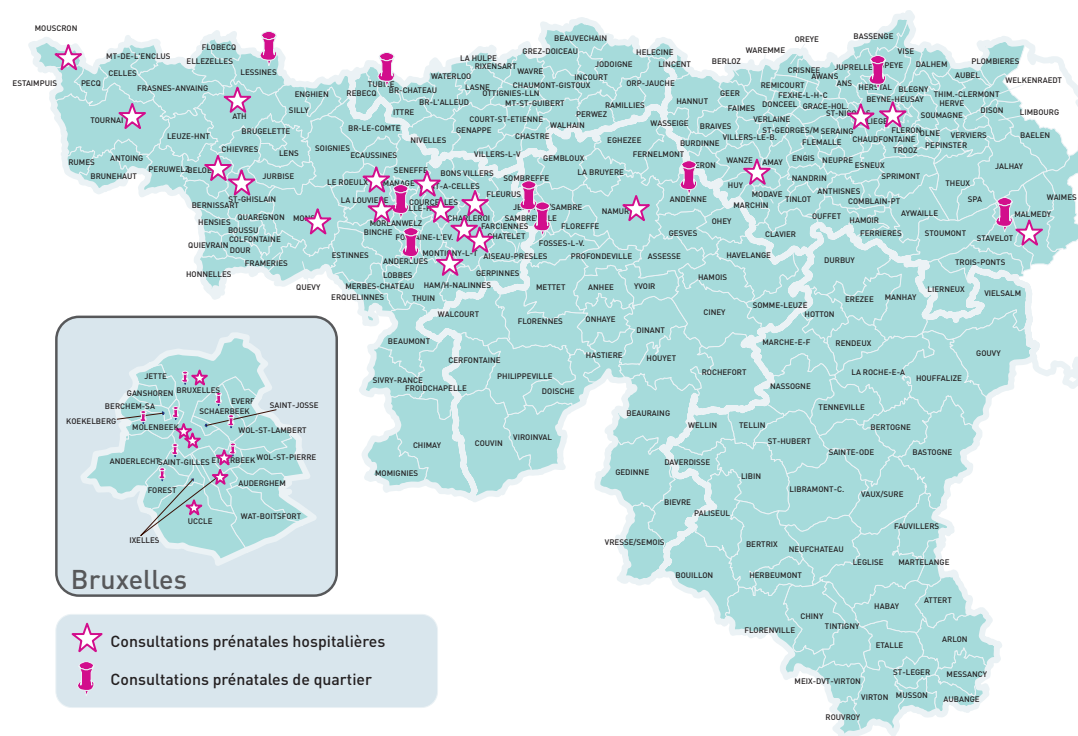 MOUSCRON
ESTAIMPUIS
PECQ
CELLES
MT-DE-L'ENCLUS
FLOBECQ
ELLEZELLES
LESSINES
FRASNES-ANVAING
TOURNAI
ATH
LEUZE-HNT
RUMES
ANTOING
BRUNEHAUT
PERUWELZ
CHIEVRES
BRUGELETTE
ENGHIEN
SILLY
LENS
JURBISE
SOIGNIES
BERNISSART
ST-GHISLAIN
HENSIES
QUAREGNON
BOUSSU
COLFONTAINE
QUIEVRAIN
DOUR
FRAMERIES
HONNELLES
QUEVY
ESTINNES
REBECQ
BR-CHATEAU
ITTRE
BR-LE-COMTE
WATERLOO
BR-L'ALLEUD
LA HULPE
RIXENSART
LASNE
OTTIGNIES-LLN
WAVRE
GREZ-DOICEAU
BEAUVECHAIN
CHAUMONT-GISTOUX
INCOURT
JODOIGNE
HELECINE
ORP-JAUCHE
LINCENT
MT-ST-GUIBERT
COURT-ST-ETIENNE
RAMILLIES
PERWEZ
NIVELLES
GENAPPE
CHASTRE
WALHAIN
VILLERS-L-V
ECAUSSINNES
SENEFFE
LE ROEULX
MANAGE
LA LOUVIERE
BONS VILLERS
COURCELLES
FLEURUS
SOMBREFFE
GEMBLOUX
MORLANWELZ
BINCHE
CHARLEROI
FARCIENNES
CHATELET
AISEAU-PRESLES
GERPINNES
MONTIGNY-L-T
HAM/H-NALINNES
LOBBES
MERBES-CHATEAU
ERQUELINNES
THUIN
FOSSES-L-V.
FLOREFFE
NAMUR
LA BRUYERE
EGHEZEE
FERNELMONT
WASSEIGE
HANNUT
BURDINNE
BRAIVES
ANDENNE
OHEY
GESVES
ASSESSE
PROFONDEVILLE
METTET
ANHEE
YVOIR
HAVELANGE
HAMOIS
CINEY
SOMME-LEUZE
BERLOZ
WAREMME
OREYE
GEER
FAIMES
REMICOURT
CRISNEE
FEXHE-L-H-C
DONCEEL
VERLAINE
VILLERS-LE-B.
ST-GEORGES/M
GRACE-HOL.
AWANS
ANS
JUPRELLE
BASSENGE
VISE
DALHEM
BLEGNY
AUBEL
PLOMBIERES
WELKENRAEDT
THIM.-CLERMONT
HERVE
LIMBOURG
DISON
BAELEN
BEYNE-HEUSAY
SOUMAGNE
FLERON
OLNE
VERVIERS
TROOZ
PEPINSTER
CHAUDFONTAINE
SERAING
FLEMALLE
WANZE
AMAY
ENGIS
NEUPRE
ESNEUX
SPRIMONT
HUY
MODAVE
MARCHIN
NANDRIN
TINLOT
ANTHISNES
COMBLAIN-PT
OUFFET
HAMOIR
FERRIERES
AYWAILLE
CLAVIER
THEUX
JALHAY
SPA
WAIMES
MALMEDY
STAVELOT
STOUMONT
TROIS-PONTS
LIERNEUX
VIELSALM
DURBUY
EREZEE
MANHAY
HOTTON
RENDEUX
MARCHE-E-F
GOUVY
LA ROCHE-E-A
HOUFFALIZE
NASSOGNE
TENNEVILLE
BERTOGNE
BASTOGNE
ROCHEFORT
TELLIN
WELLIN
ST-HUBERT
SAINTE-ODE
LIBIN
LIBRAMONT-C.
VAUX/SURE
FAUVILLERS
DAVERDISSE
PALISEUL
BERTRIX
NEUFCHATEAU
LEGLISE
MARTELANGE
BOUILLON
HERBEUMONT
CHINY
TINTIGNY
HABAY
ATTERT
FLORENVILLE
ETALLE
ARLON
ST-LEGER
MESSANCY
MEIX-DVT-VIRTON
VIRTON
MUSSON
AUBANGE
ROUVROY
WALCOURT
FLORENNES
ONHAYE
DINANT
HASTIERE
HOUYET
BEAUMONT
CERFONTAINE
PHILIPPEVILLE
DOISCHE
SIVRY-RANCE
FROIDCHAPELLE
CHIMAY
COUVIN
VIROINVAL
MOMIGNIES
BEAURAING
GEDINNE
BIEVRE
VRESSE/SEMOIS
JETTE
GANSHOREN
BRUXELLES
BERCHEM-SA
KOEKELBERG
MOLENBEEK
SCHAERBEEK
SAINT-JOSSE
WOL-ST-LAMBERT
WOL-ST-PIERRE
ANDERLECHT
SAINT-GILLES
FOREST
AUDERGHEM
WAT-BOITSFORT
UCCLE
IXELLES
Bruxelles
Consultations prénatales hospitalières
Consultations prénatales de quartier